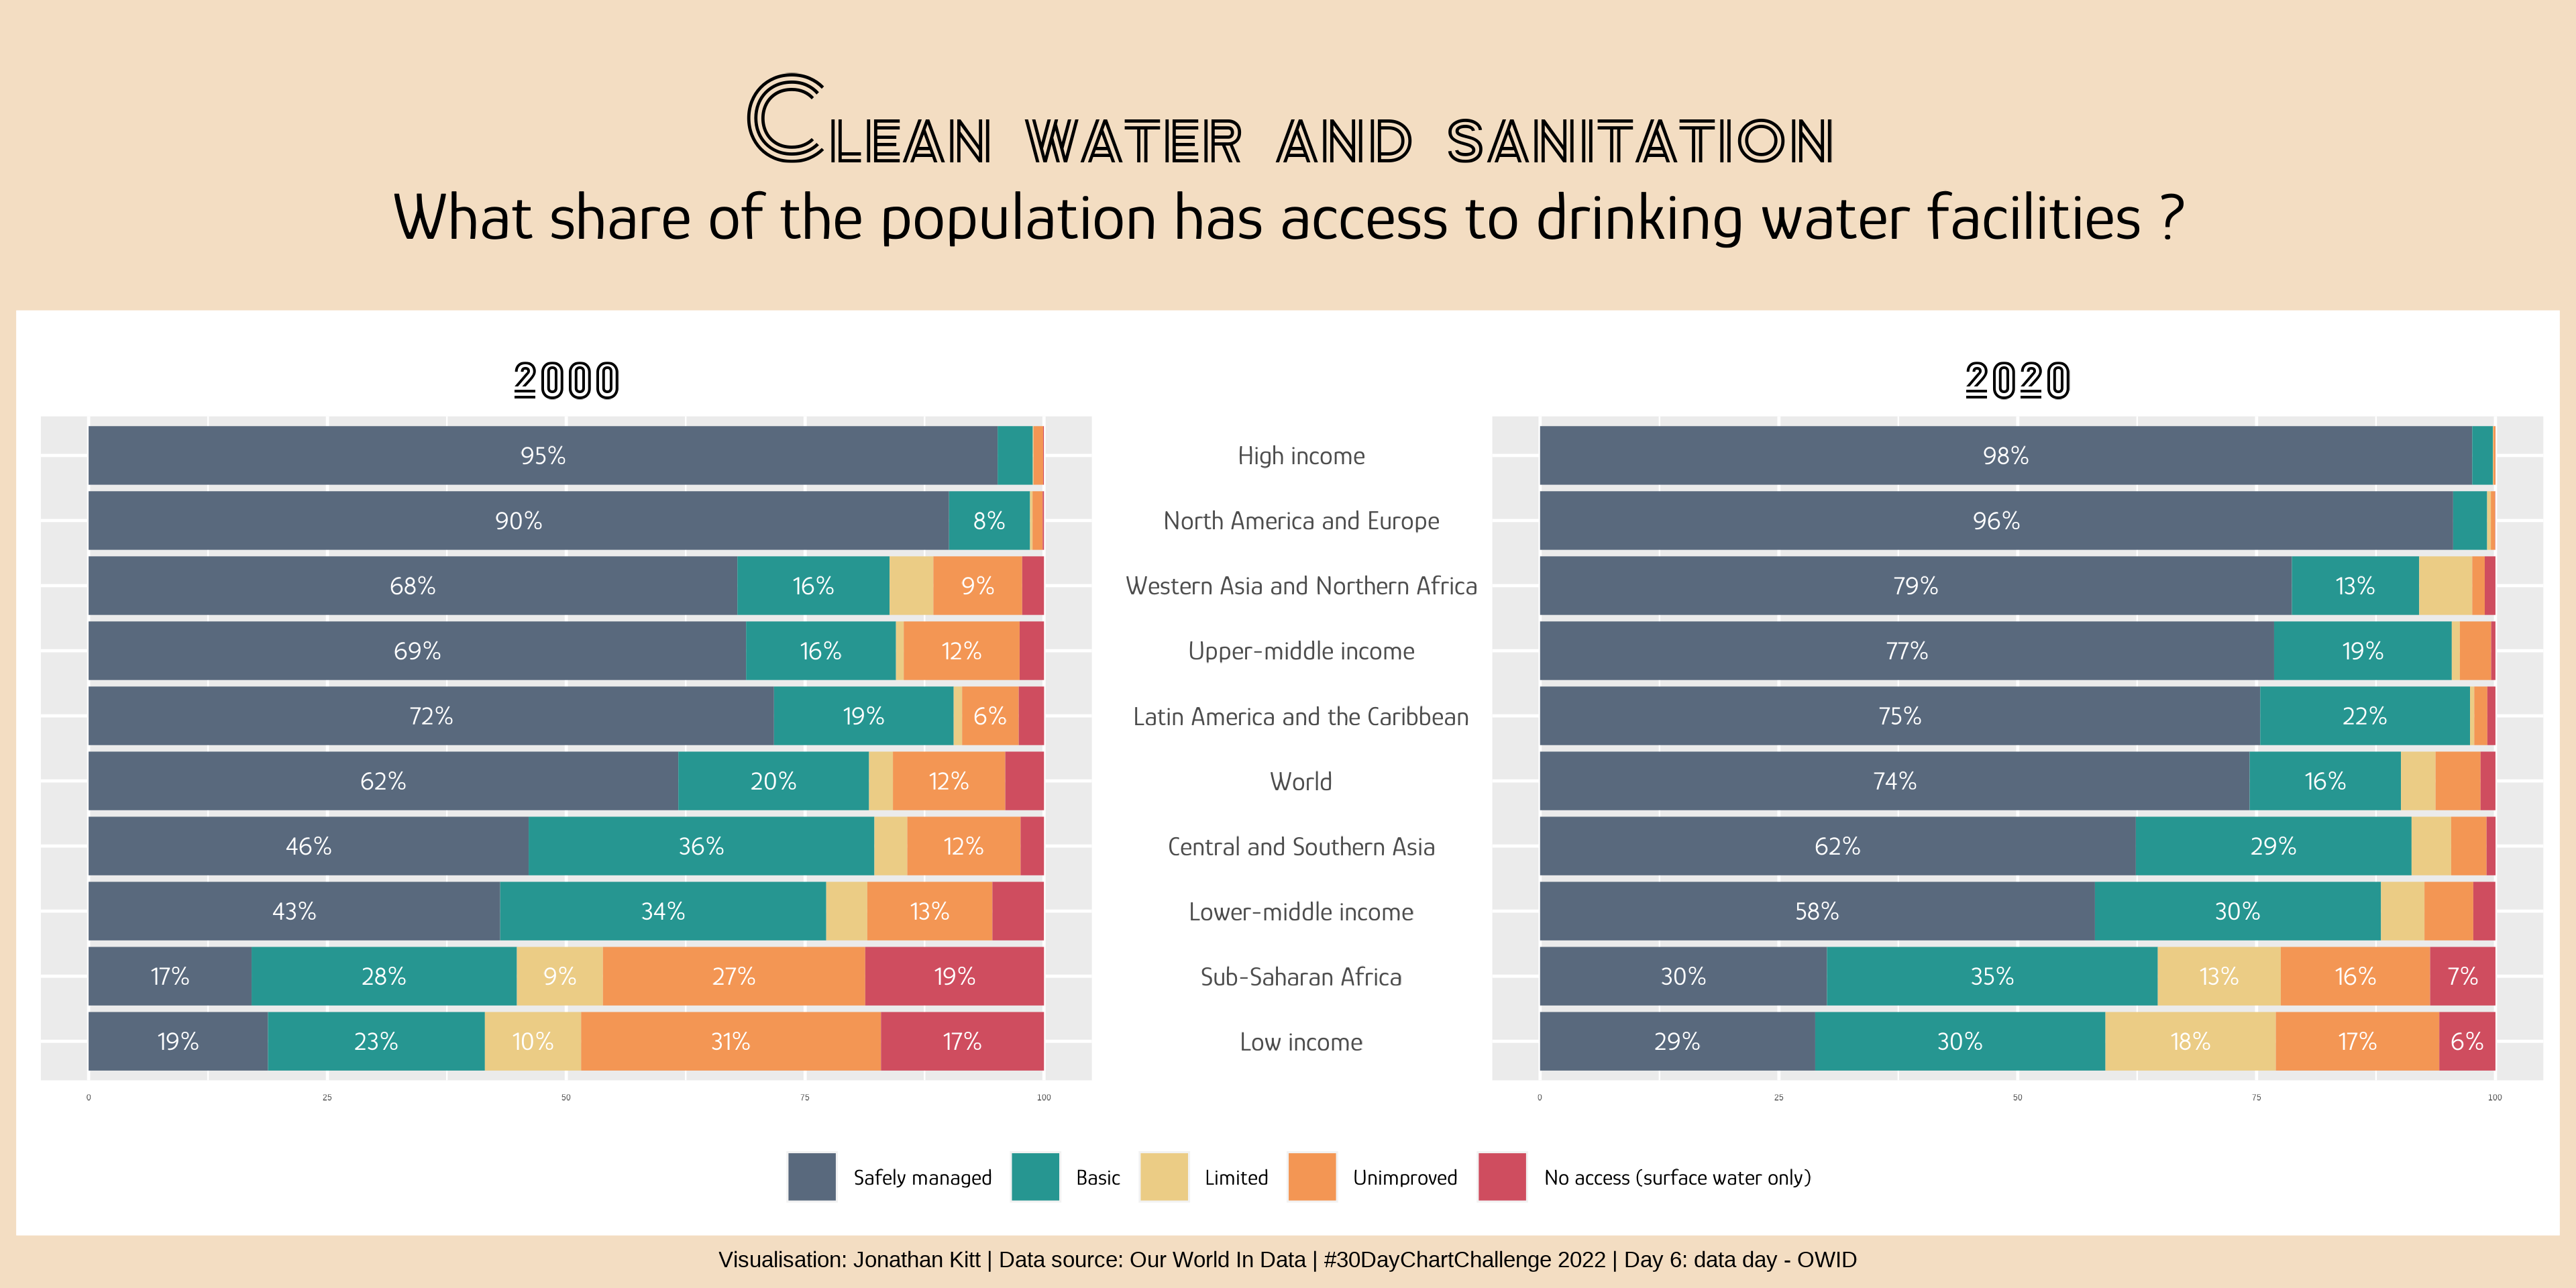 Clean water and sanitation
What share of the population has access to drinking water facilities ?
2000
2020
95% High income 98%
90% 8% North America and Europe 96%
68% 16% 9% Western Asia and Northern Africa 79% 13%
69% 16% 12% Upper-middle income 77% 19%
72% 19% 6% Latin America and the Caribbean 75% 22%
62% 20% 12% World 74% 16%
46% 36% 12% Central and Southern Asia 62% 29%
43% 34% 13% Lower-middle income 58% 30%
17% 28% 9% 27% 19% Sub-Saharan Africa 30% 35% 13% 16% 7%
19% 23% 10% 31% 17% Low income 29% 30% 18% 17% 6%
0 25 50 75 100 0 25 50 75 100
Safely managed Basic Limited Unimproved No access (surface water only)
Visualisation: Jonathan Kitt | Data source: Our World In Data | #30DayChartChallenge 2022 | Day 6: data day - OWID